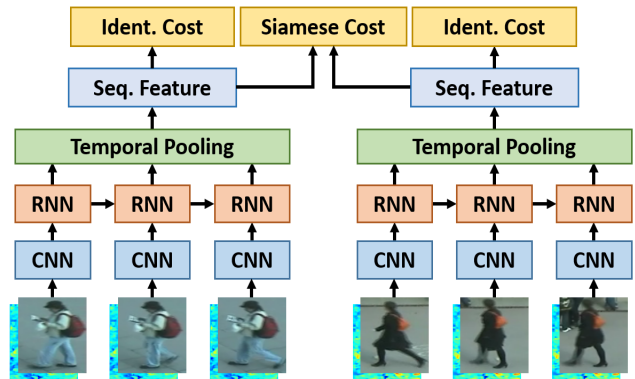 Ident. Cost
Siamese Cost
Ident. Cost
Seq. Feature
Seq. Feature
Temporal Pooling
Temporal Pooling
RNN
RNN
RNN
RNN
RNN
RNN
CNN
CNN
CNN
CNN
CNN
CNN